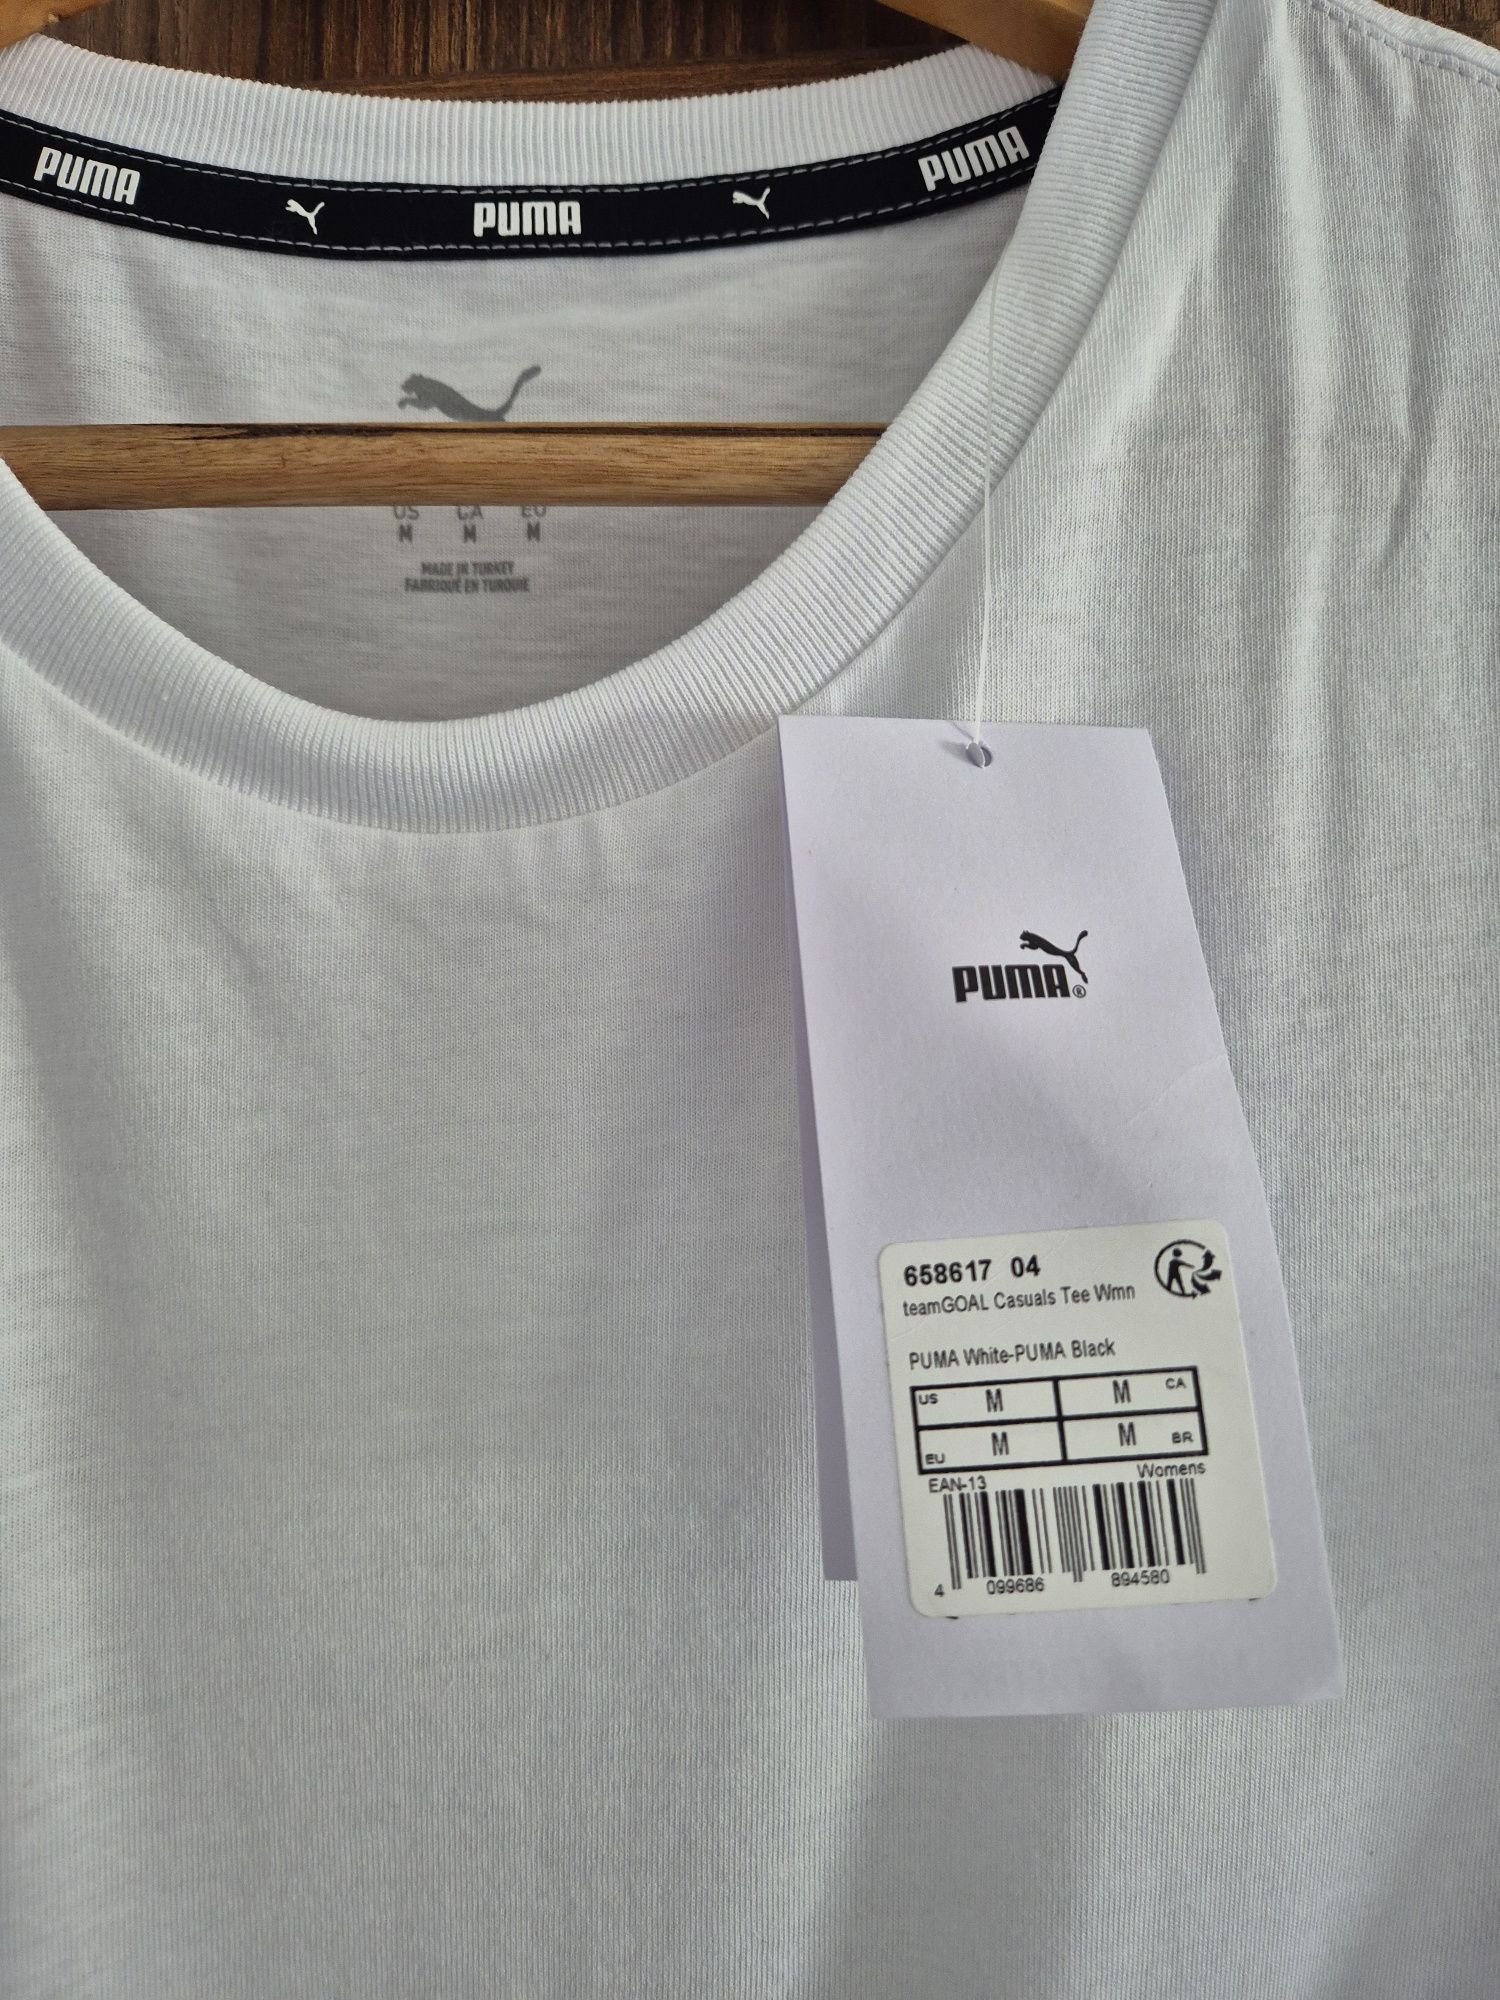 PUMA PUMA PUMA
US CA EU
M M M
MADE IN TURKEY
FABRIQUÉ EN TURQUIE
PUMA®
658617 04
teamGOAL Casuals Tee Wmn
PUMA White-PUMA Black
US M M CA
EU M M BR
EAN-13 Womens
4 099686 894580